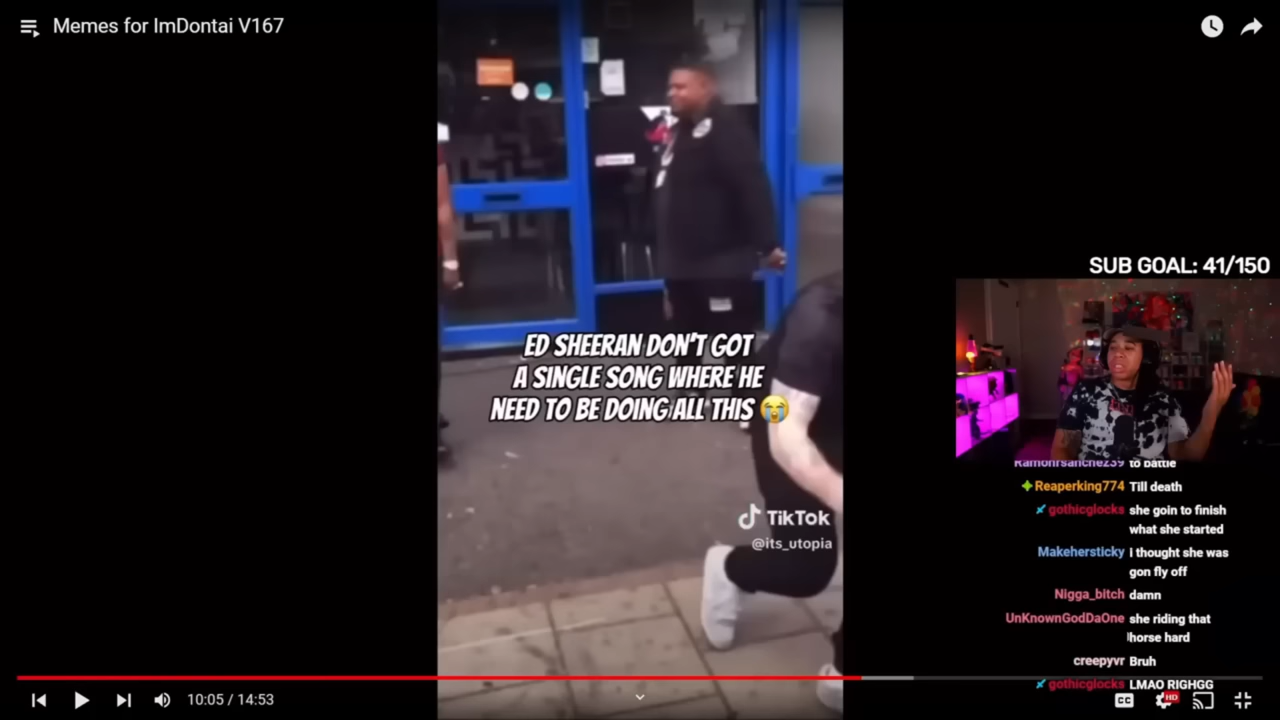 Memes for ImDontai V167
SUB GOAL: 41/150
ED SHEERAN DON'T GOT
A SINGLE SONG WHERE HE
NEED TO BE DOING ALL THIS 😭
TikTok
@its_utopia
Ramonrsanchez39 to battle
Reaperking774 Till death
gothicglocks she goin to finish
what she started
Makehersticky i thought she was
gon fly off
Nigga_bitch damn
UnKnownGodDaOne she riding that
horse hard
creepyvr Bruh
gothicglocks LMAO RIGHGG
10:05 / 14:53
CC
HD